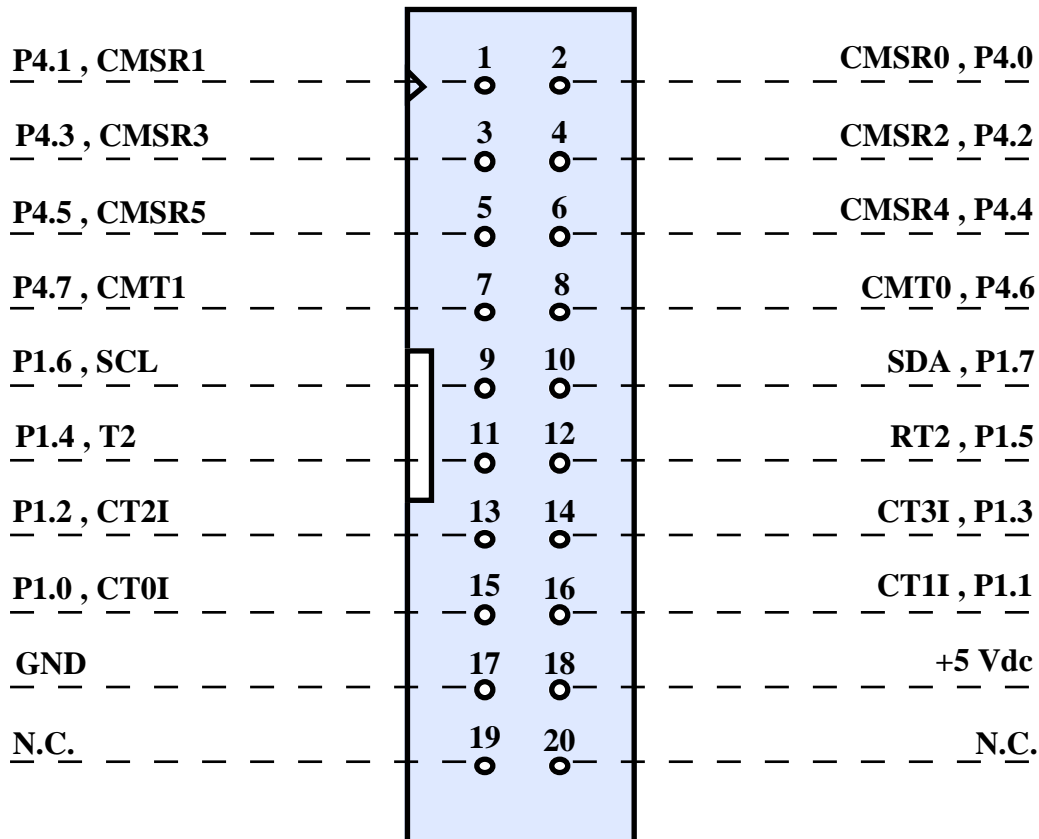 P4.1 , CMSR1 1 2 CMSR0 , P4.0
P4.3 , CMSR3 3 4 CMSR2 , P4.2
P4.5 , CMSR5 5 6 CMSR4 , P4.4
P4.7 , CMT1 7 8 CMT0 , P4.6
P1.6 , SCL 9 10 SDA , P1.7
P1.4 , T2 11 12 RT2 , P1.5
P1.2 , CT2I 13 14 CT3I , P1.3
P1.0 , CT0I 15 16 CT1I , P1.1
GND 17 18 +5 Vdc
N.C. 19 20 N.C.